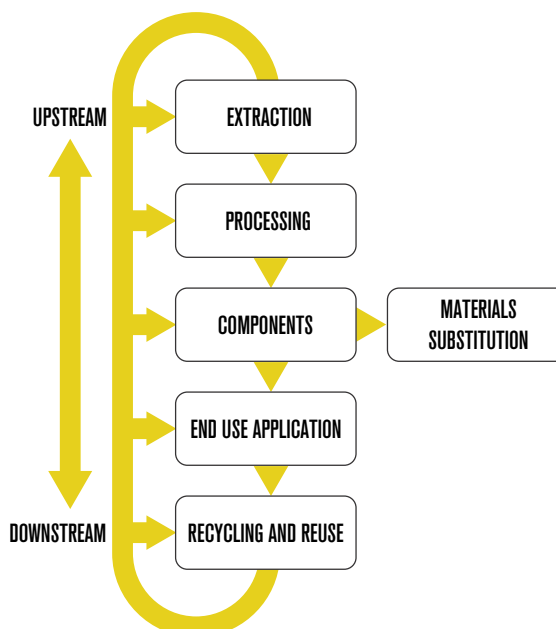 UPSTREAM
EXTRACTION
PROCESSING
COMPONENTS
MATERIALS
SUBSTITUTION
END USE APPLICATION
DOWNSTREAM
RECYCLING AND REUSE